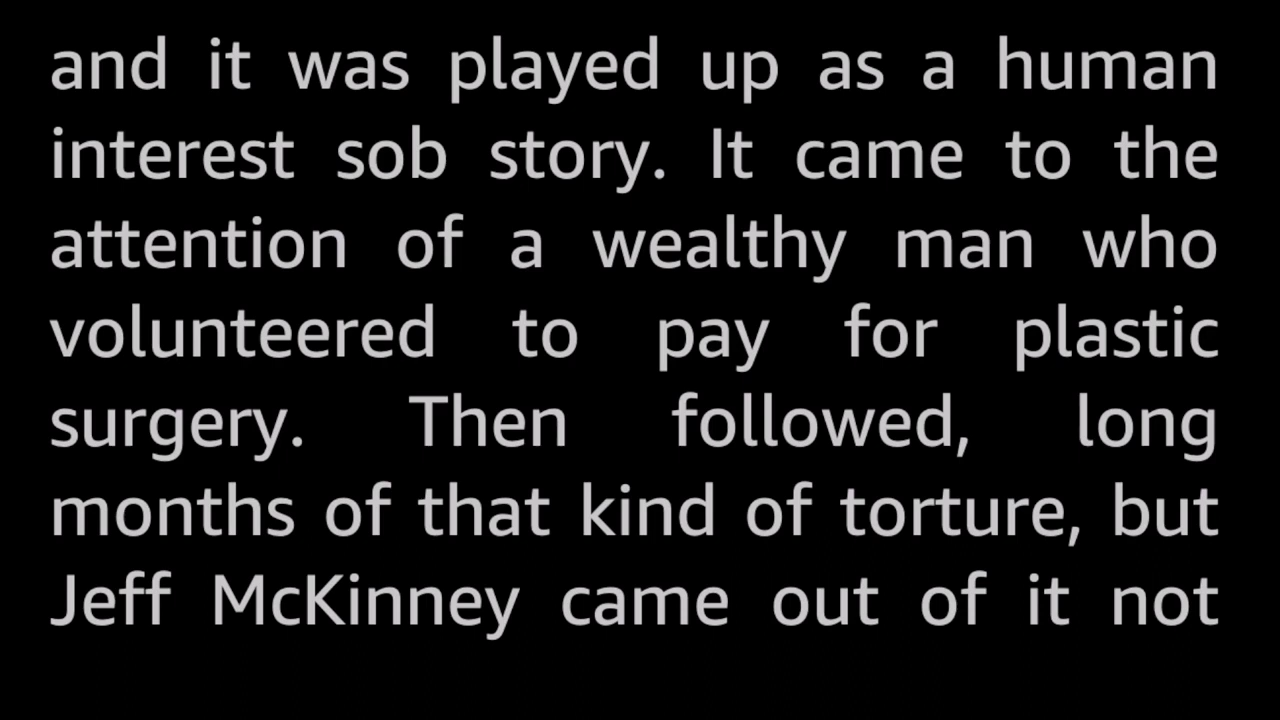 and it was played up as a human
interest sob story. It came to the
attention of a wealthy man who
volunteered to pay for plastic
surgery. Then followed, long
months of that kind of torture, but
Jeff McKinney came out of it not